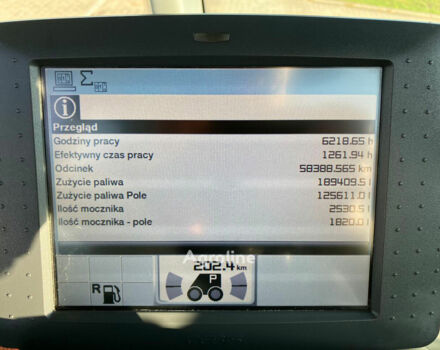 Przegląd
Godziny pracy 6218.65 h
Efektywny czas pracy 1261.94 h
Odcinek 58388.565 km
Zużycie paliwa 189409.5 l
Zużycie paliwa Pole 125611.0 l
Ilość mocznika 2530.5 l
Ilość mocznika - pole 1820.0 l
Agroline
202.4 km
P
R